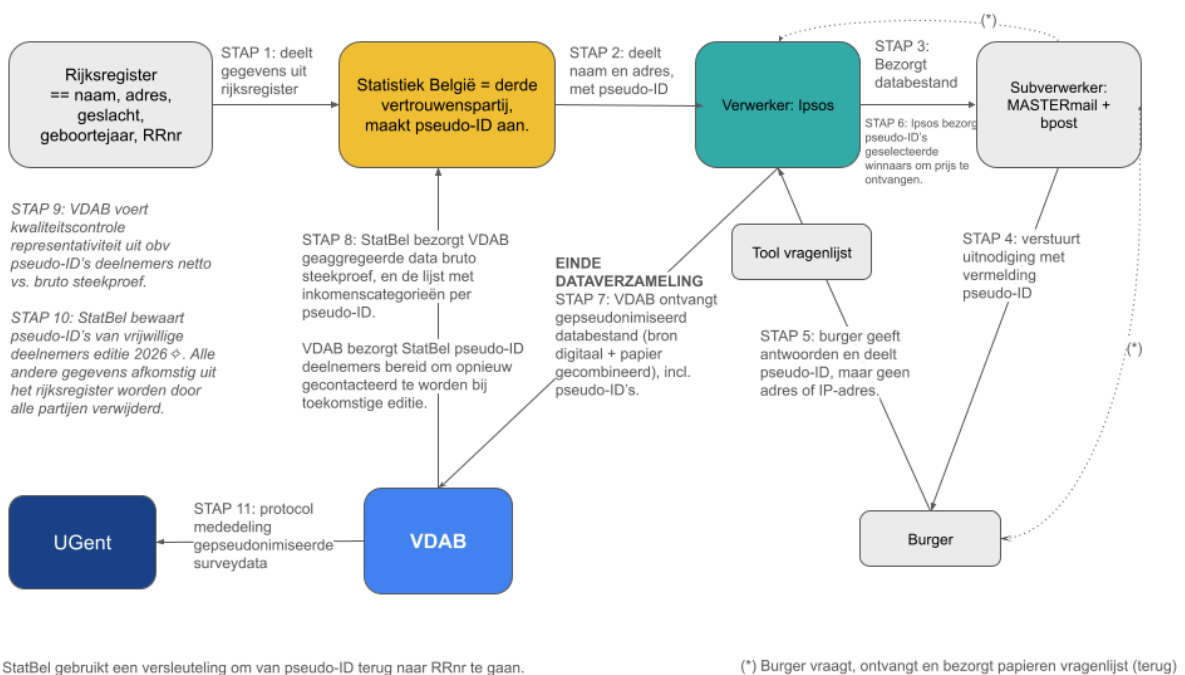 (*)
Rijksregister
== naam, adres,
geslacht,
geboortejaar, RRnr
STAP 1: deelt
gegevens uit
rijksregister
Statistiek België = derde
vertrouwenspartij,
maakt pseudo-ID aan.
STAP 2: deelt
naam en adres,
met pseudo-ID
Verwerker: Ipsos
STAP 3:
Bezorgt
databestand
STAP 6: Ipsos bezorg
pseudo-ID's
geselecteerde
winnaars om prijs te
ontvangen.
Subverwerker:
MASTERmail +
bpost
STAP 9: VDAB voert
kwaliteitscontrole
representativiteit uit obv
pseudo-ID's deelnemers netto
vs. bruto steekproef.
STAP 10: StatBel bewaart
pseudo-ID's van vrijwillige
deelnemers editie 2026✧. Alle
andere gegevens afkomstig uit
het rijksregister worden door
alle partijen verwijderd.
STAP 8: StatBel bezorgt VDAB
geaggregeerde data bruto
steekproef, en de lijst met
inkomenscategorieën per
pseudo-ID.
VDAB bezorgt StatBel pseudo-ID
deelnemers bereid om opnieuw
gecontacteerd te worden bij
toekomstige editie.
EINDE
DATAVERZAMELING
STAP 7: VDAB ontvangt
gepseudonimiseerd
databestand (bron
digitaal + papier
gecombineerd), incl.
pseudo-ID's.
Tool vragenlijst
STAP 5: burger geeft
antwoorden en deelt
pseudo-ID, maar geen
adres of IP-adres.
STAP 4: verstuurt
uitnodiging met
vermelding
pseudo-ID
(*)
UGent
STAP 11: protocol
mededeling
gepseudonimiseerde
surveydata
VDAB
Burger
StatBel gebruikt een versleuteling om van pseudo-ID terug naar RRnr te gaan.
(*) Burger vraagt, ontvangt en bezorgt papieren vragenlijst (terug)